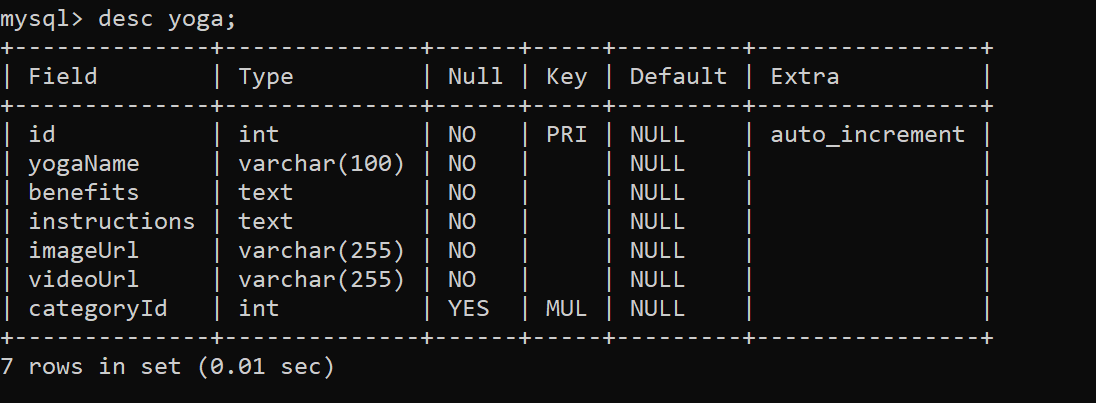 mysql> desc yoga;
+--------------+--------------+------+-----+---------+----------------+
| Field        | Type         | Null | Key | Default | Extra          |
+--------------+--------------+------+-----+---------+----------------+
| id           | int          | NO   | PRI | NULL    | auto_increment |
| yogaName     | varchar(100) | NO   |     | NULL    |                |
| benefits     | text         | NO   |     | NULL    |                |
| instructions | text         | NO   |     | NULL    |                |
| imageUrl     | varchar(255) | NO   |     | NULL    |                |
| videoUrl     | varchar(255) | NO   |     | NULL    |                |
| categoryId   | int          | YES  | MUL | NULL    |                |
+--------------+--------------+------+-----+---------+----------------+
7 rows in set (0.01 sec)